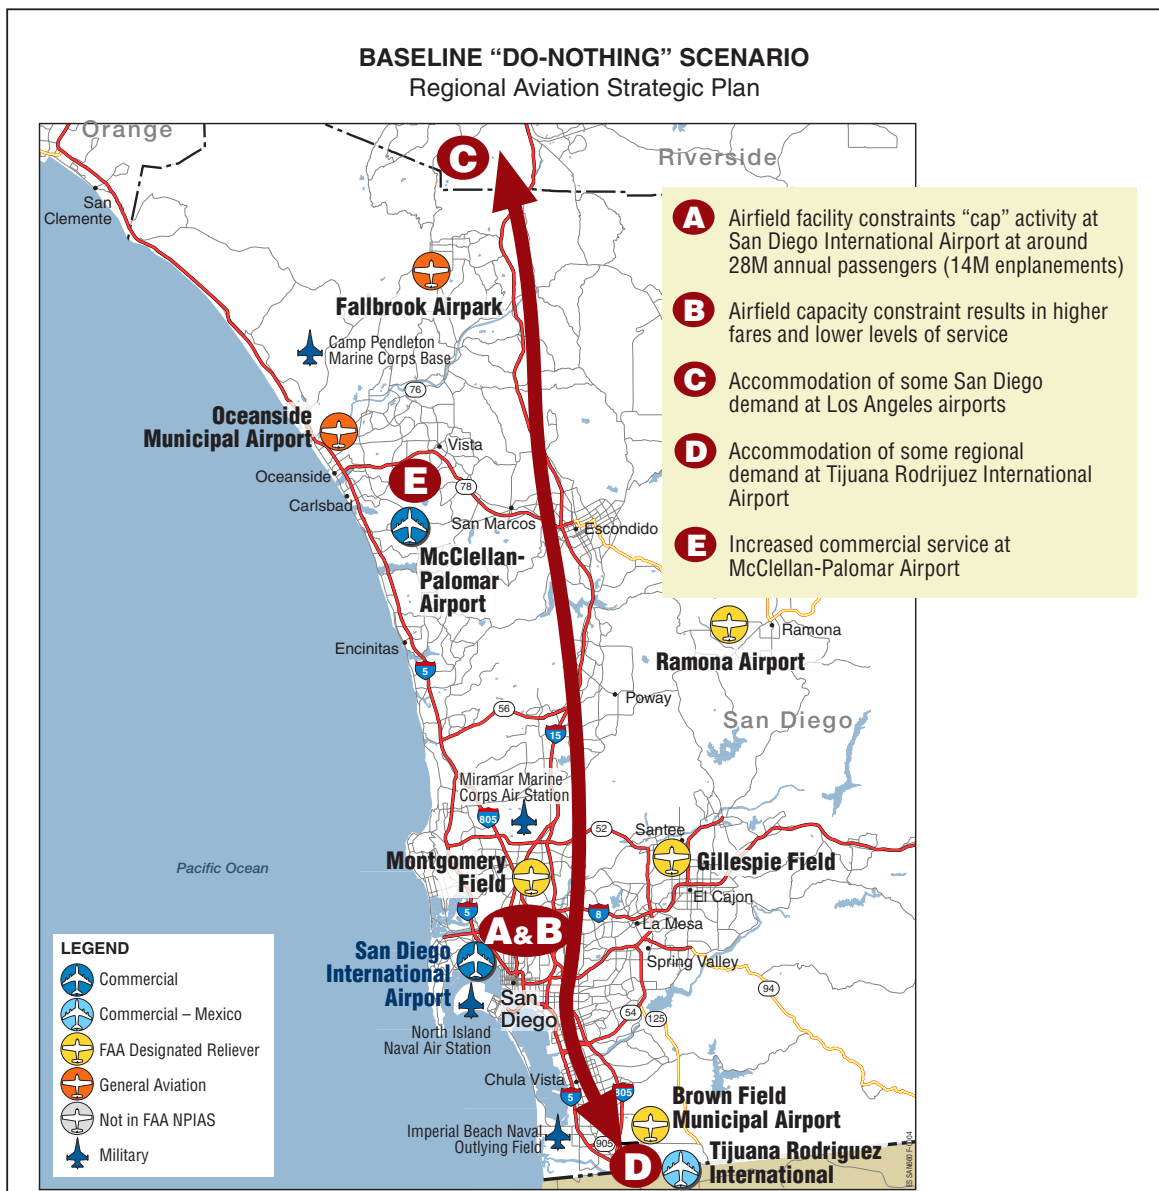 BASELINE “DO-NOTHING” SCENARIO
Regional Aviation Strategic Plan
Orange
Riverside
San
Clemente
C
A
Airfield facility constraints “cap” activity at
San Diego International Airport at around
28M annual passengers (14M enplanements)
B
Airfield capacity constraint results in higher
fares and lower levels of service
C
Accommodation of some San Diego
demand at Los Angeles airports
D
Accommodation of some regional
demand at Tijuana Rodrijuez International
Airport
E
Increased commercial service at
McClellan-Palomar Airport
Fallbrook Airpark
Camp Pendleton
Marine Corps Base
76
Oceanside
Municipal Airport
Vista
Oceanside
E
78
Carlsbad
San Marcos
Escondido
McClellan-
Palomar
Airport
Ramona
Encinitas
Ramona Airport
5
Poway
56
San Diego
15
Miramar Marine
Corps Air Station
805
52
Santee
Montgomery
Field
Gillespie Field
Pacific Ocean
El Cajon
5
8
A&B
La Mesa
San Diego
International
Airport
Spring Valley
94
San
Diego
54
125
North Island
Naval Air Station
Chula Vista
5
805
Brown Field
Municipal Airport
Imperial Beach Naval
Outlying Field
905
D
Tijuana Rodriguez
International
LEGEND
Commercial
Commercial – Mexico
FAA Designated Reliever
General Aviation
Not in FAA NPIAS
Military